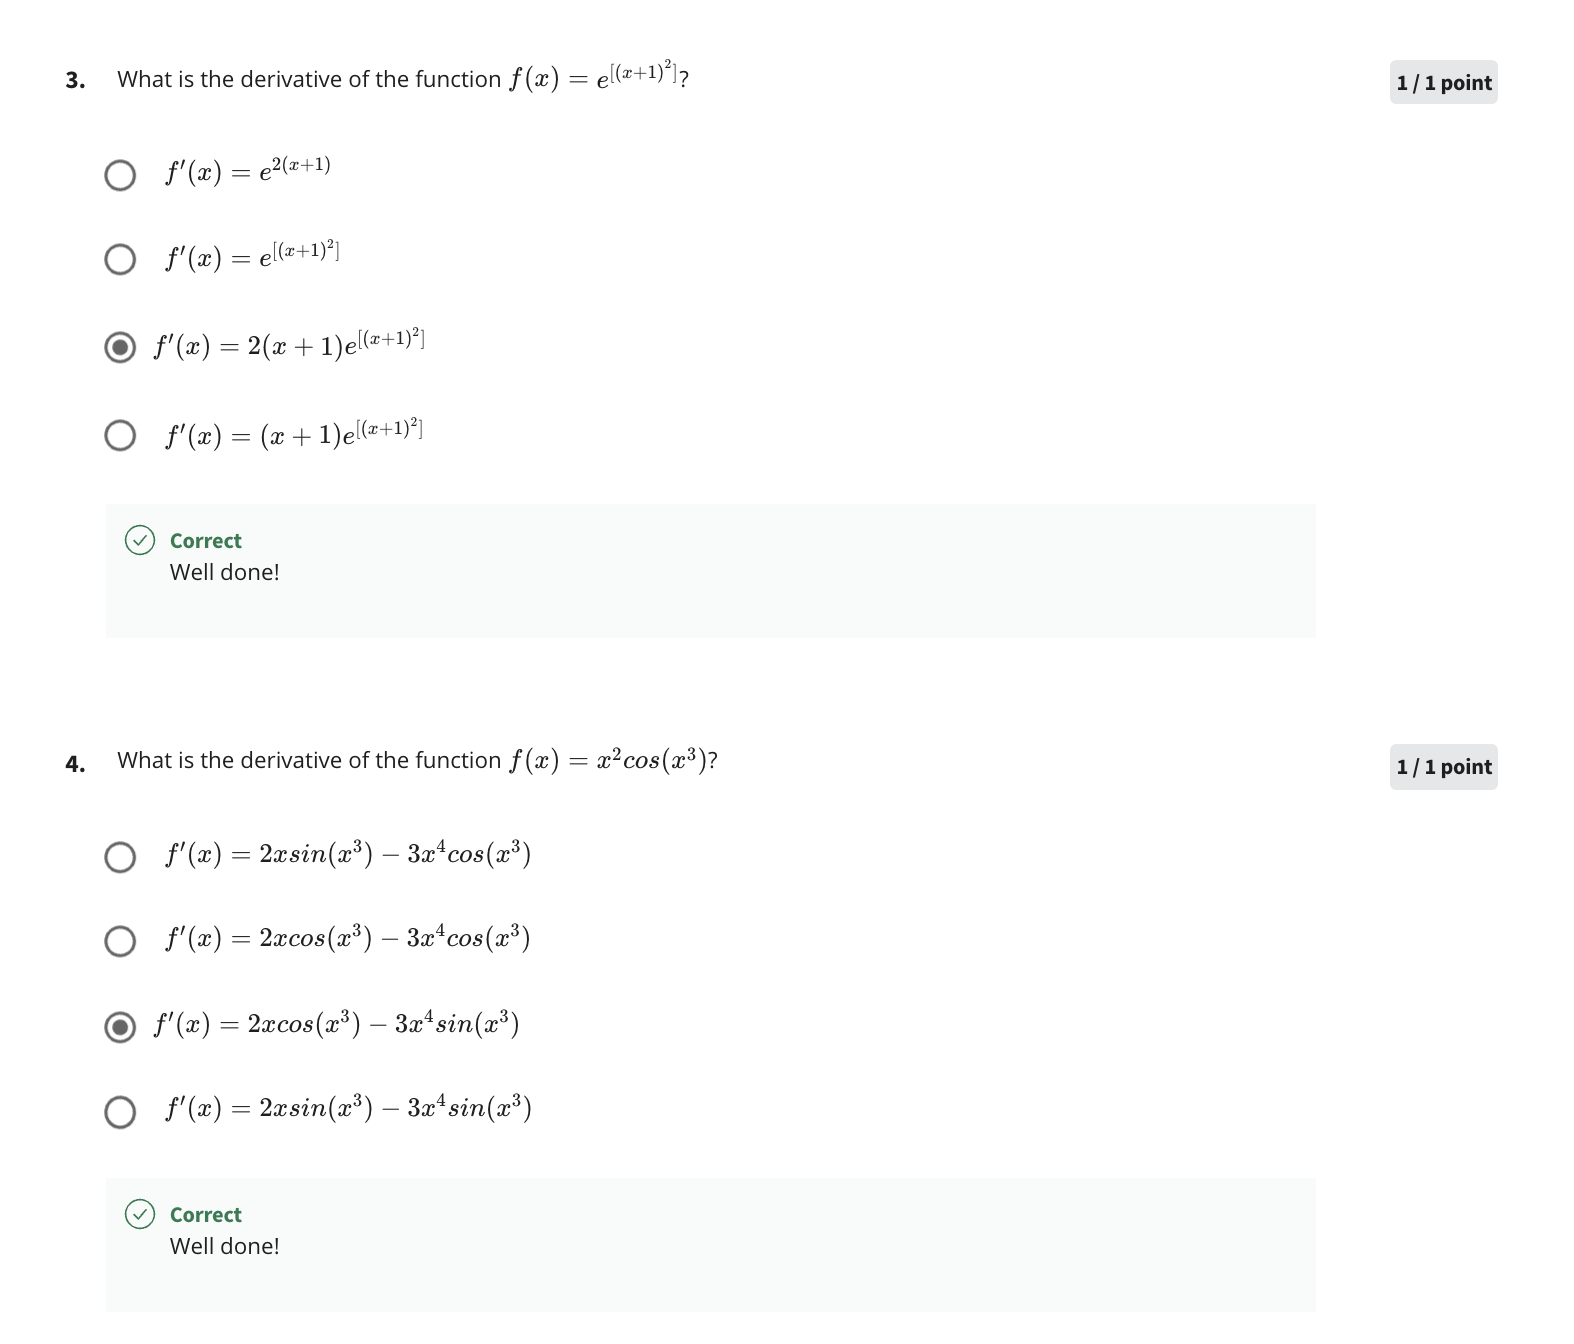 3. What is the derivative of the function f(x) = e^{[(x+1)^2]}? 1 / 1 point
f′(x) = e^{2(x+1)}
f′(x) = e^{[(x+1)^2]}
f′(x) = 2(x + 1)e^{[(x+1)^2]}
f′(x) = (x + 1)e^{[(x+1)^2]}
Correct
Well done!
4. What is the derivative of the function f(x) = x^2cos(x^3)? 1 / 1 point
f′(x) = 2xsin(x^3) − 3x^4cos(x^3)
f′(x) = 2xcos(x^3) − 3x^4cos(x^3)
f′(x) = 2xcos(x^3) − 3x^4sin(x^3)
f′(x) = 2xsin(x^3) − 3x^4sin(x^3)
Correct
Well done!